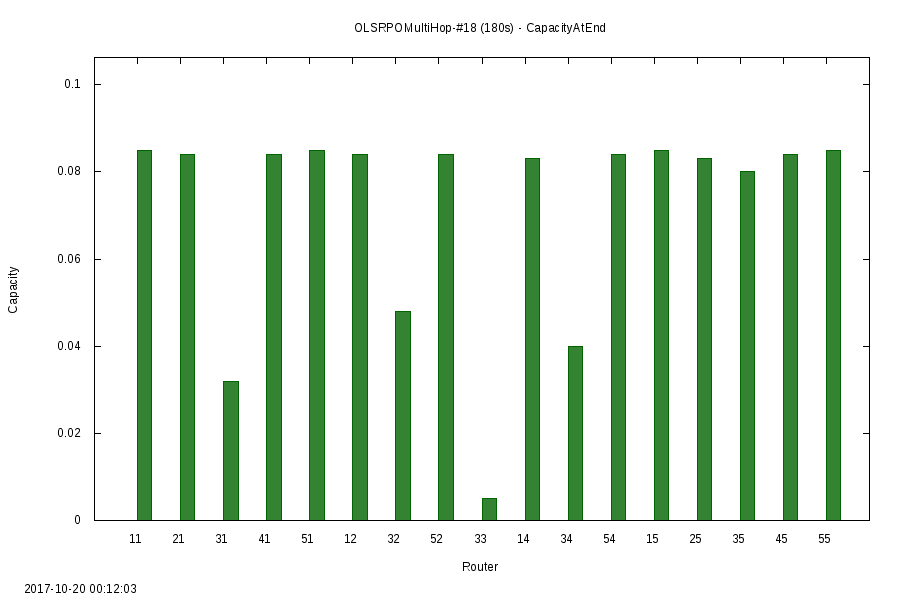 OLSRPOMultiHop-#18 (180s) - CapacityAtEnd
0.1
0.08
0.06
0.04
0.02
0
Capacity
11 21 31 41 51 12 32 52 33 14 34 54 15 25 35 45 55
Router
2017-10-20 00:12:03